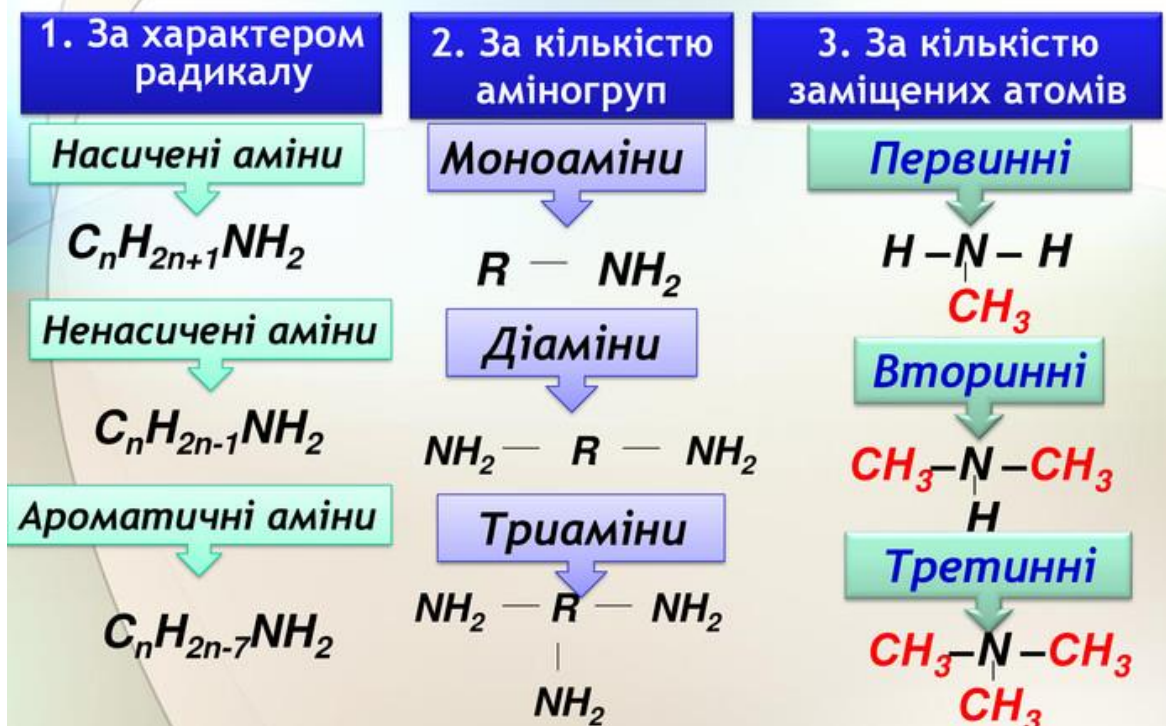 1. За характером
радикалу
Насичені аміни
CₙH₂ₙ₊₁NH₂
Ненасичені аміни
CₙH₂ₙ₋₁NH₂
Ароматичні аміни
CₙH₂ₙ₋₇NH₂
2. За кількістю
аміногруп
Моноаміни
R — NH₂
Діаміни
NH₂ — R — NH₂
Триаміни
NH₂ — R — NH₂
|
NH₂
3. За кількістю
заміщених атомів
Первинні
H – N – H
|
CH₃
Вторинні
CH₃–N – CH₃
|
H
Третинні
CH₃–N –CH₃
|
CH₃